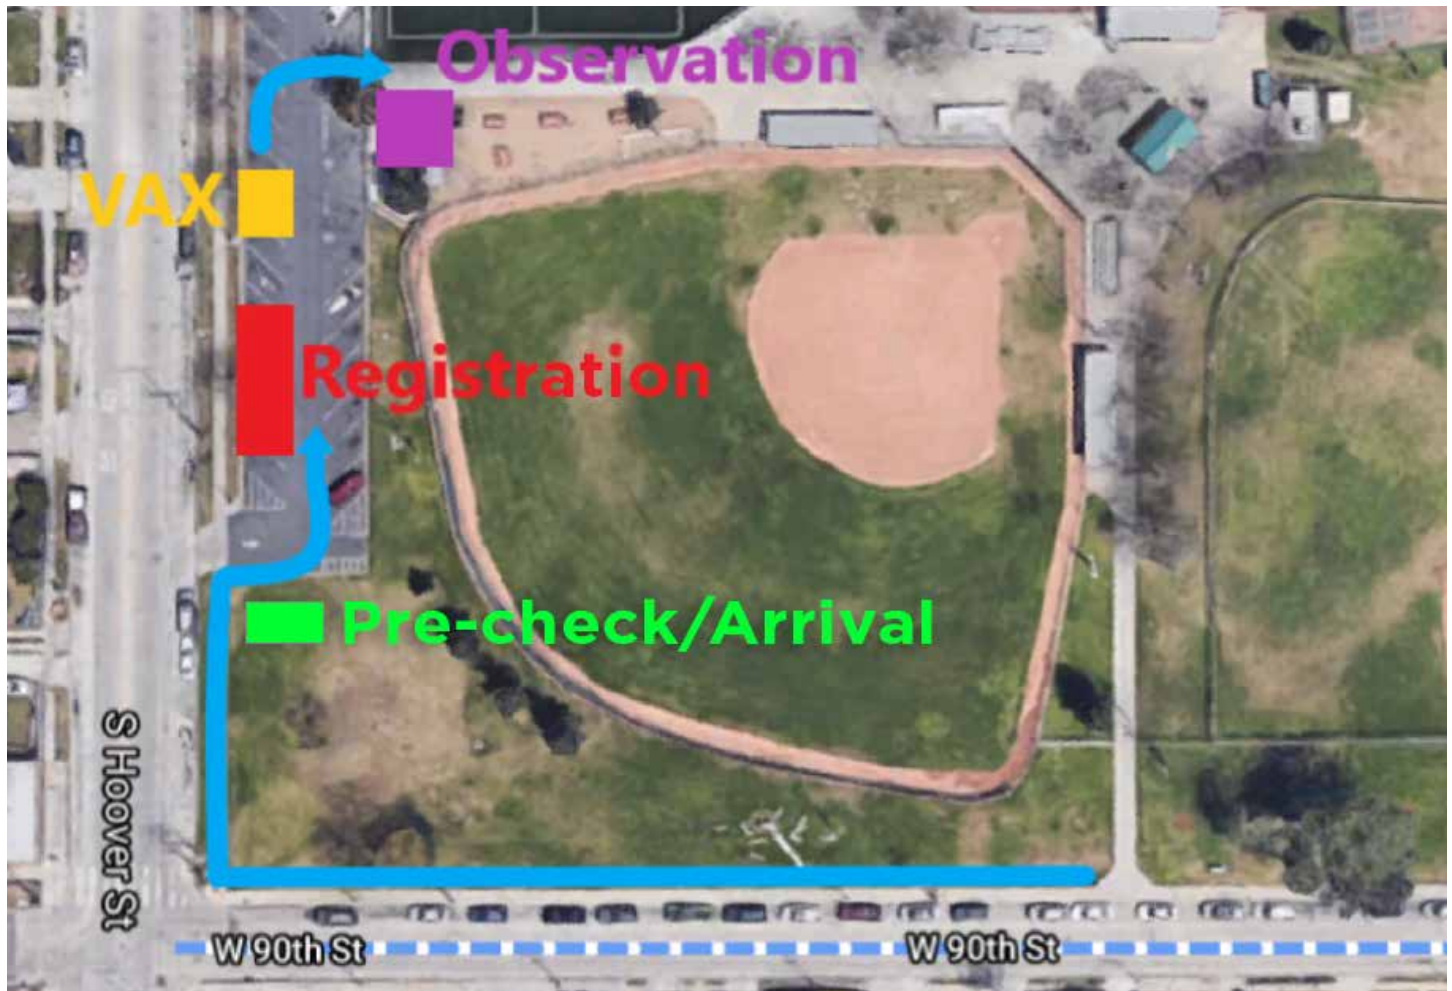 Observation
VAX
Registration
Pre-check/Arrival
S Hoover St
W 90th St
W 90th St